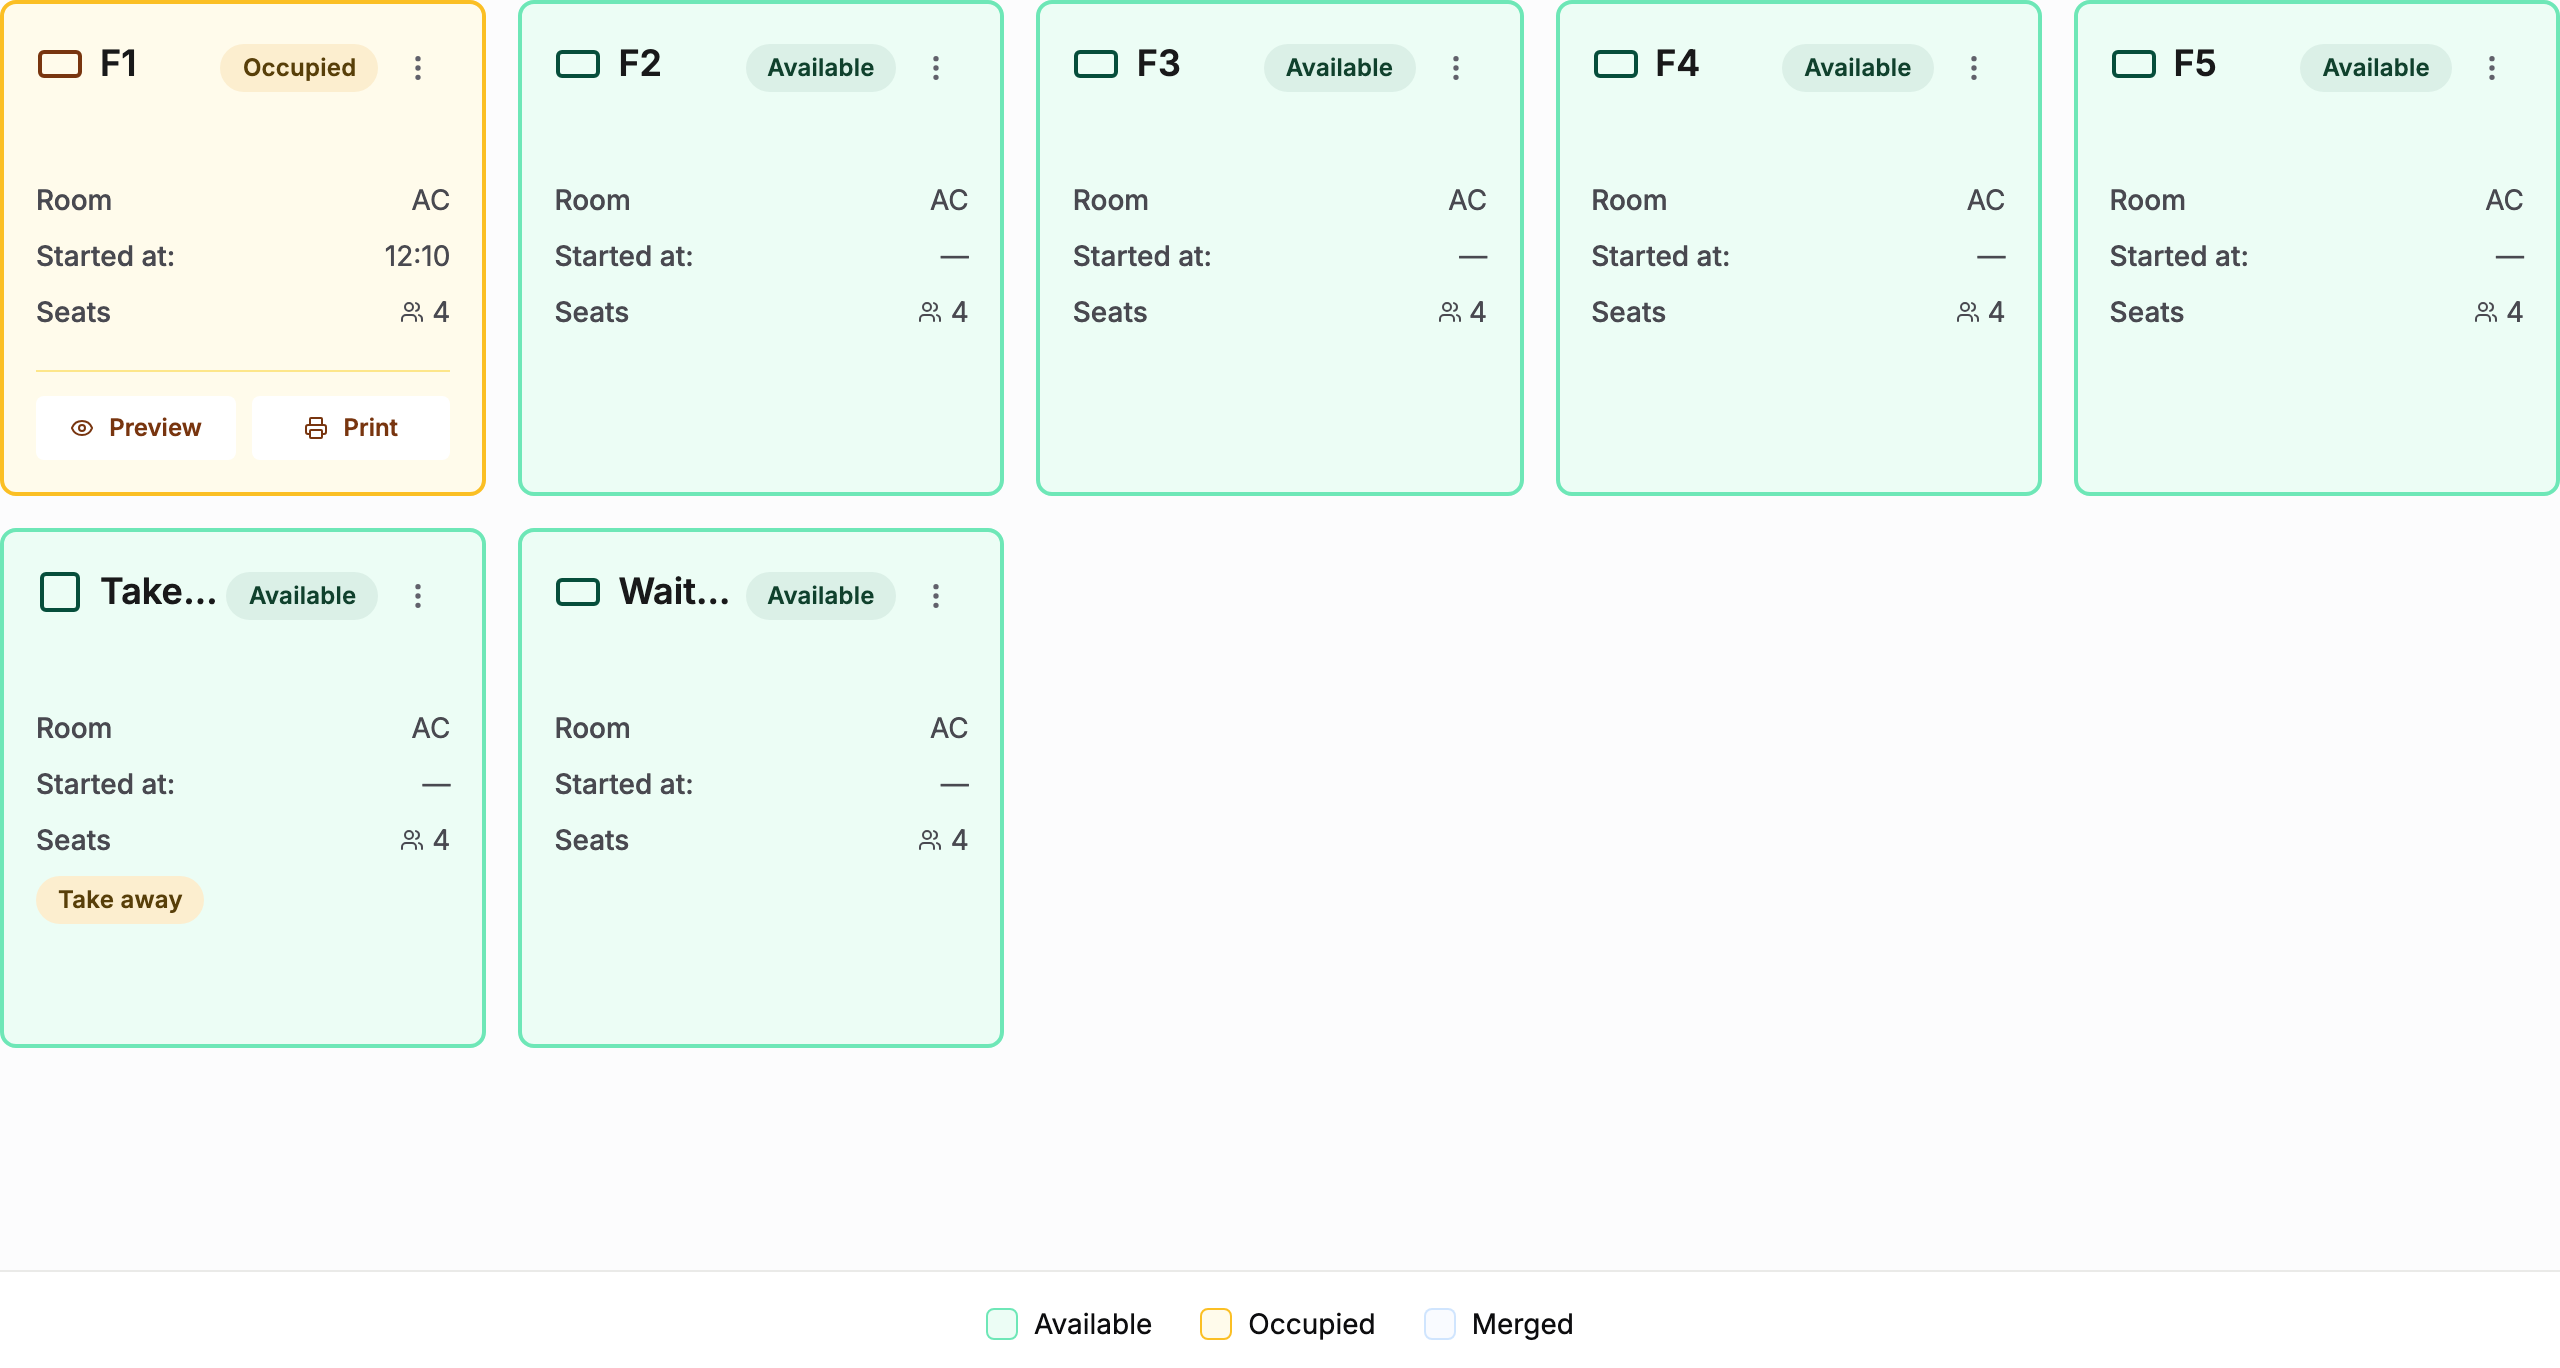 F1 Occupied
Room AC
Started at: 12:10
Seats 4
Preview Print
F2 Available
Room AC
Started at: —
Seats 4
F3 Available
Room AC
Started at: —
Seats 4
F4 Available
Room AC
Started at: —
Seats 4
F5 Available
Room AC
Started at: —
Seats 4
Take... Available
Room AC
Started at: —
Seats 4
Take away
Wait... Available
Room AC
Started at: —
Seats 4
Available Occupied Merged